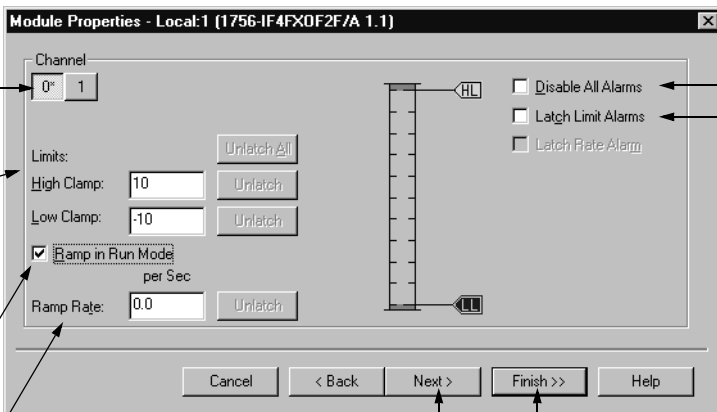 Module Properties - Local:1 (1756-IF4FXOF2F/A 1.1)
Channel
0* 1
HL
Disable All Alarms
Latch Limit Alarms
Latch Rate Alarm
Limits:
Unlatch All
High Clamp: 10 Unlatch
Low Clamp: -10 Unlatch
Ramp in Run Mode
per Sec
Ramp Rate: 0.0 Unlatch
LL
Cancel < Back Next > Finish >> Help